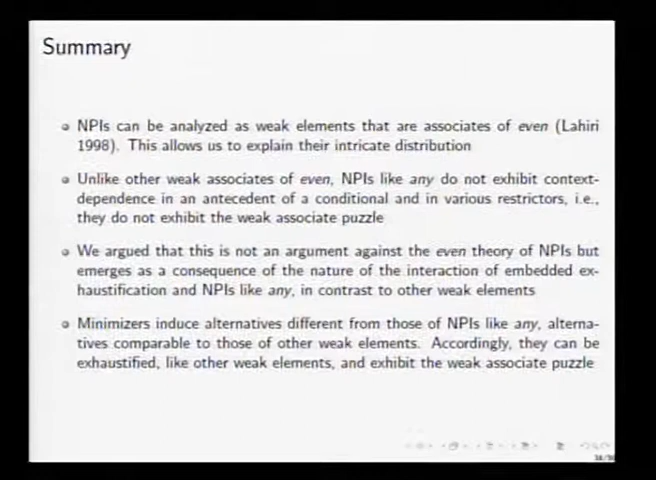 Summary
NPIs can be analyzed as weak elements that are associates of even (Lahiri
1998). This allows us to explain their intricate distribution
Unlike other weak associates of even, NPIs like any do not exhibit context-
dependence in an antecedent of a conditional and in various restrictors, i.e.,
they do not exhibit the weak associate puzzle
We argued that this is not an argument against the even theory of NPIs but
emerges as a consequence of the nature of the interaction of embedded ex-
haustification and NPIs like any, in contrast to other weak elements
Minimizers induce alternatives different from those of NPIs like any, alterna-
tives comparable to those of other weak elements. Accordingly, they can be
exhaustified, like other weak elements, and exhibit the weak associate puzzle